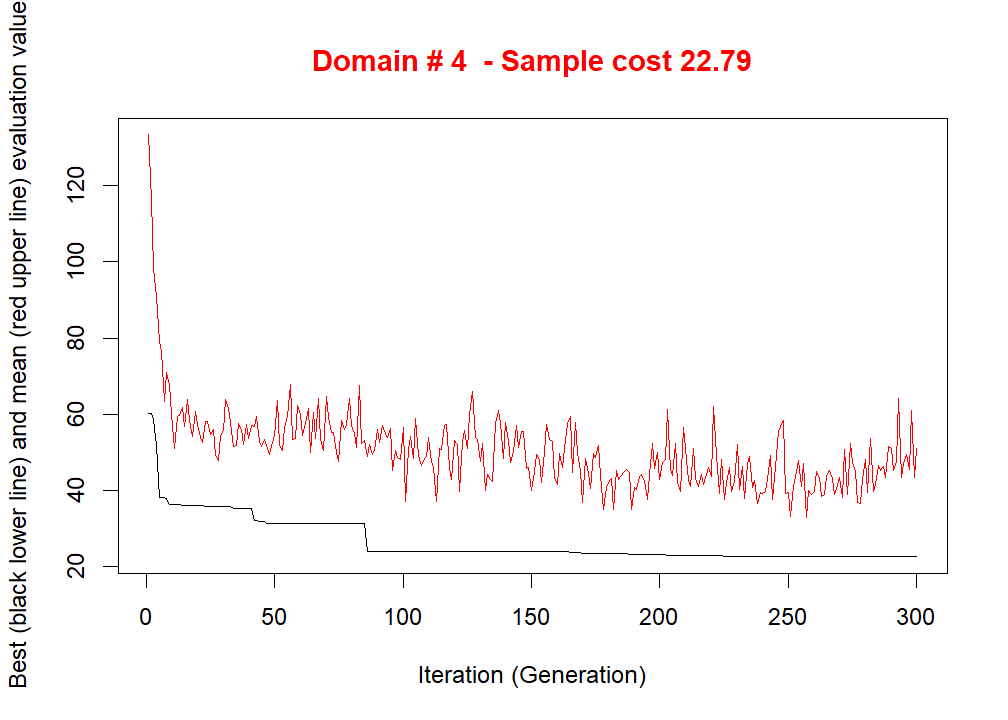 Domain # 4  - Sample cost 22.79
Best (black lower line) and mean (red upper line) evaluation value
120
100
80
60
40
20
0 50 100 150 200 250 300
Iteration (Generation)